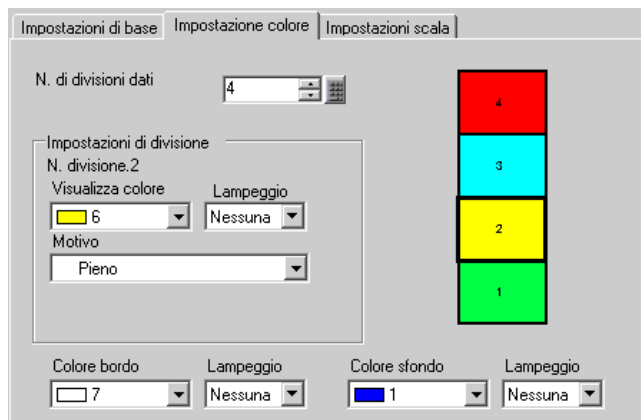 Impostazioni di base Impostazione colore Impostazioni scala
N. di divisioni dati 4
4
3
2
1
Impostazioni di divisione
N. divisione.2
Visualizza colore Lampeggio
6 Nessuna
Motivo
Pieno
Colore bordo Lampeggio Colore sfondo Lampeggio
7 Nessuna 1 Nessuna